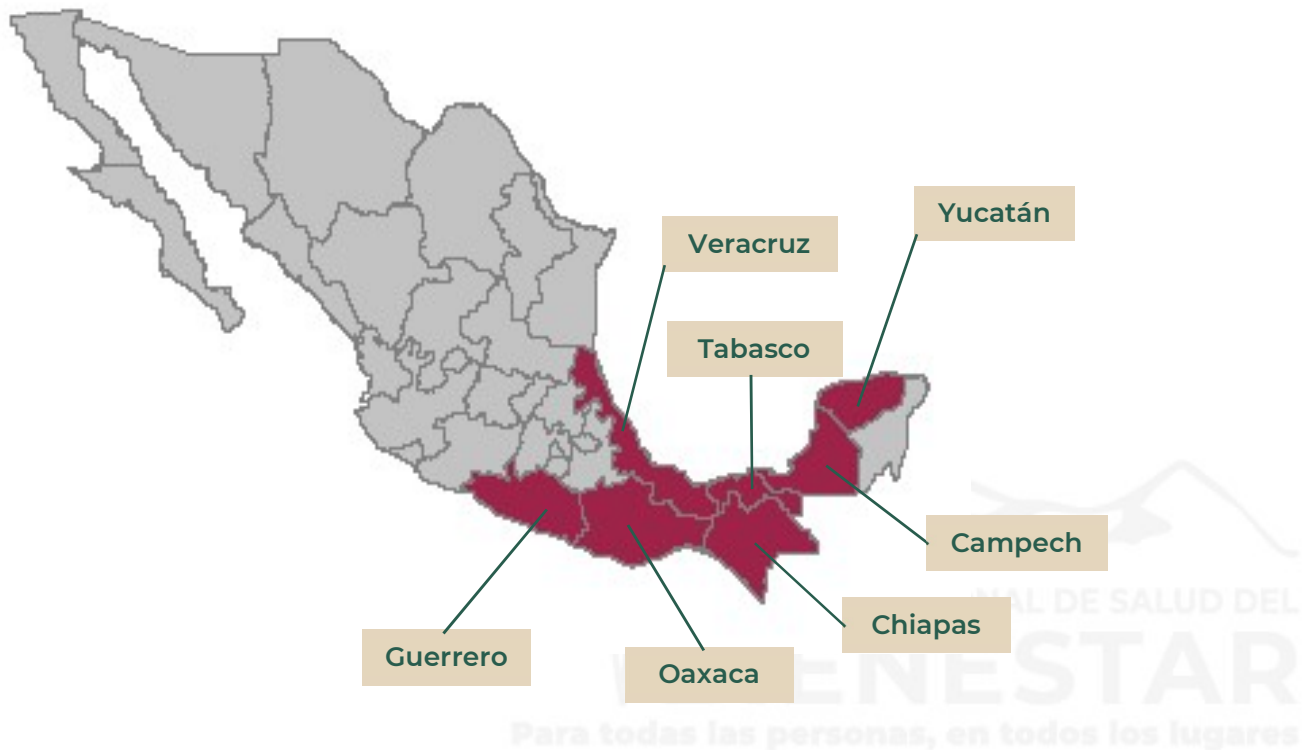 Yucatán
Veracruz
Tabasco
Campech
Chiapas
Guerrero
Oaxaca
NAL DE SALUD DEL
ENESTAR
Para todas las personas, en todos los lugares